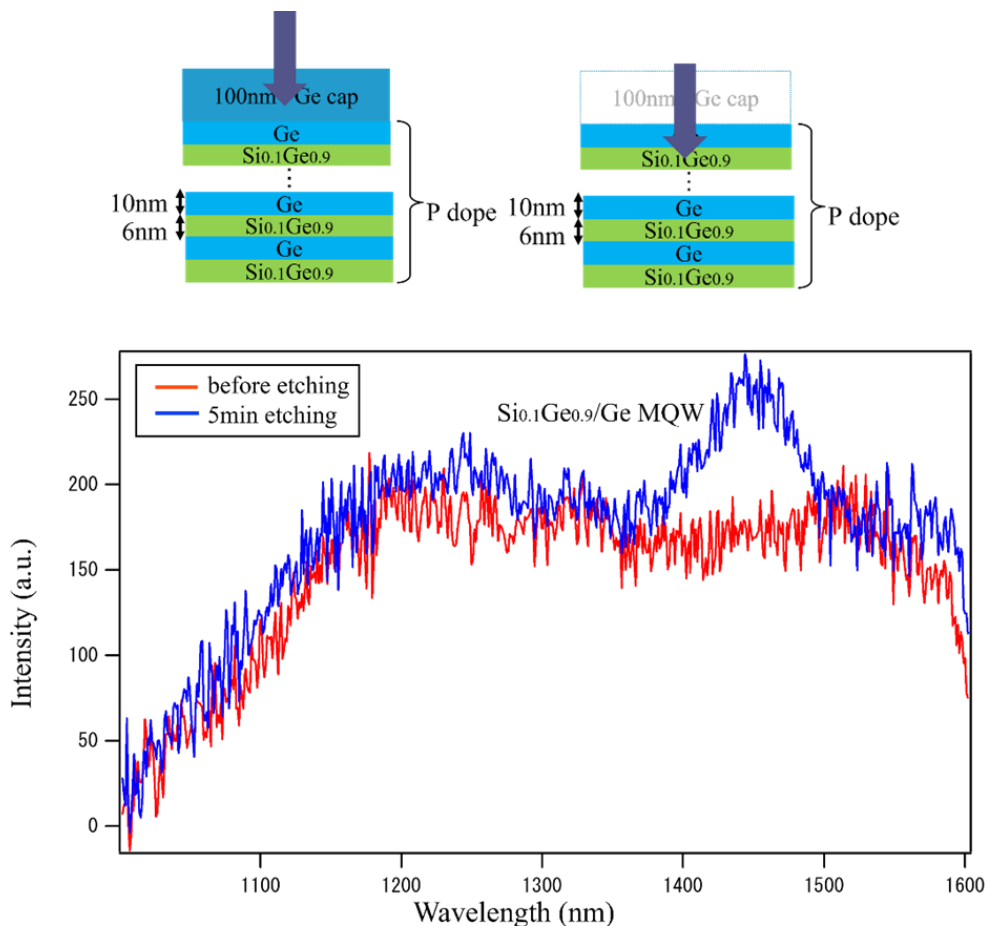 100nm Ge cap
Ge
Si0.1Ge0.9
10nm
Ge
6nm
Si0.1Ge0.9
Ge
Si0.1Ge0.9
P dope
100nm Ge cap
Si0.1Ge0.9
10nm
Ge
6nm
Si0.1Ge0.9
Ge
Si0.1Ge0.9
P dope
before etching
5min etching
Si0.1Ge0.9/Ge MQW
Intensity (a.u.)
250
200
150
100
50
0
1100 1200 1300 1400 1500 1600
Wavelength (nm)